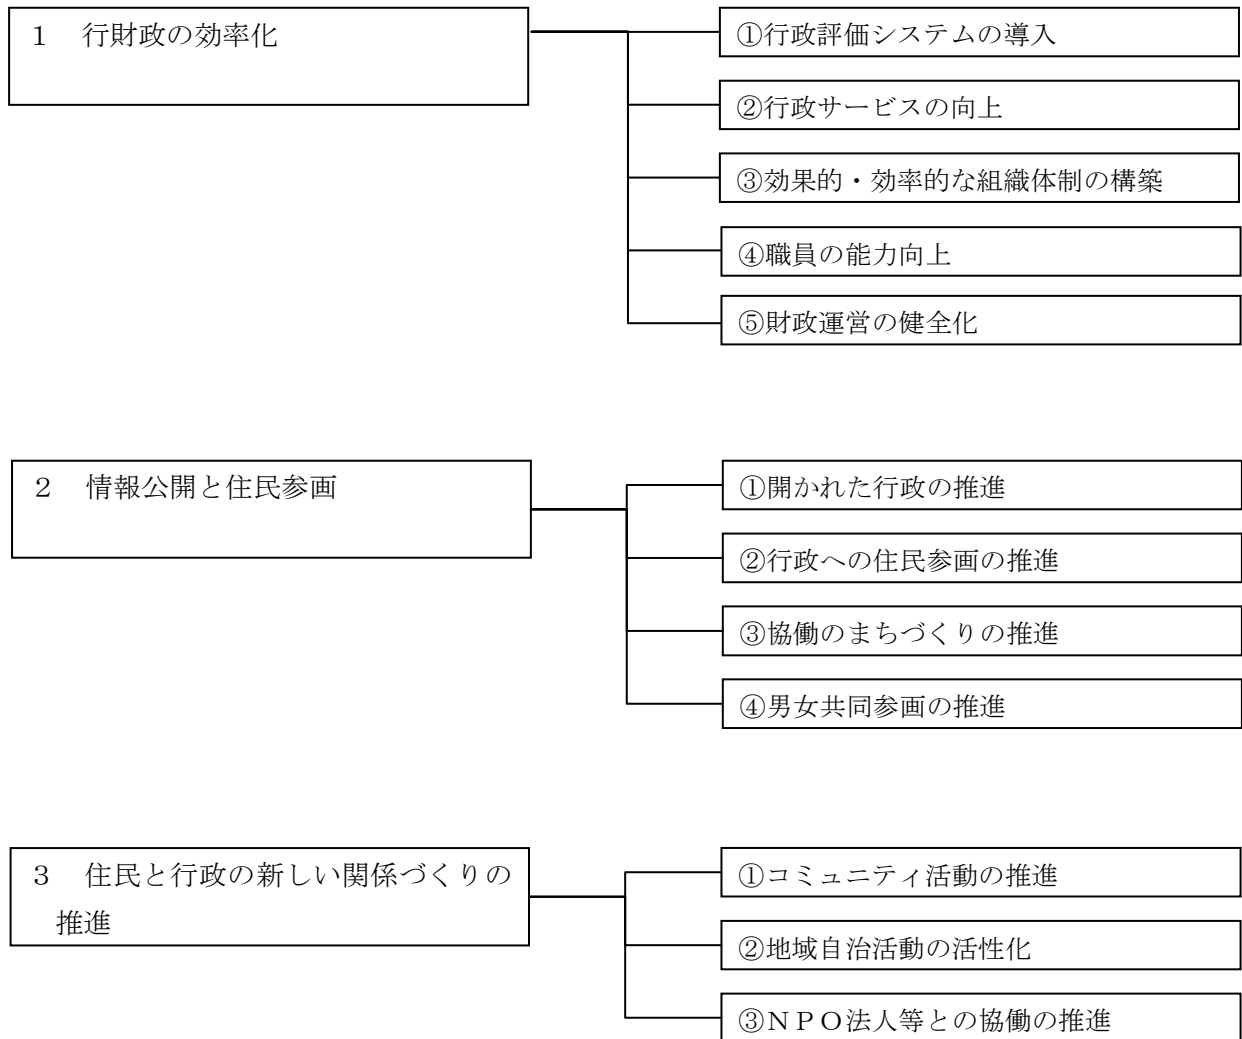 １　行財政の効率化
①行政評価システムの導入
②行政サービスの向上
③効果的・効率的な組織体制の構築
④職員の能力向上
⑤財政運営の健全化
２　情報公開と住民参画
①開かれた行政の推進
②行政への住民参画の推進
③協働のまちづくりの推進
④男女共同参画の推進
３　住民と行政の新しい関係づくりの
推進
①コミュニティ活動の推進
②地域自治活動の活性化
③ＮＰＯ法人等との協働の推進